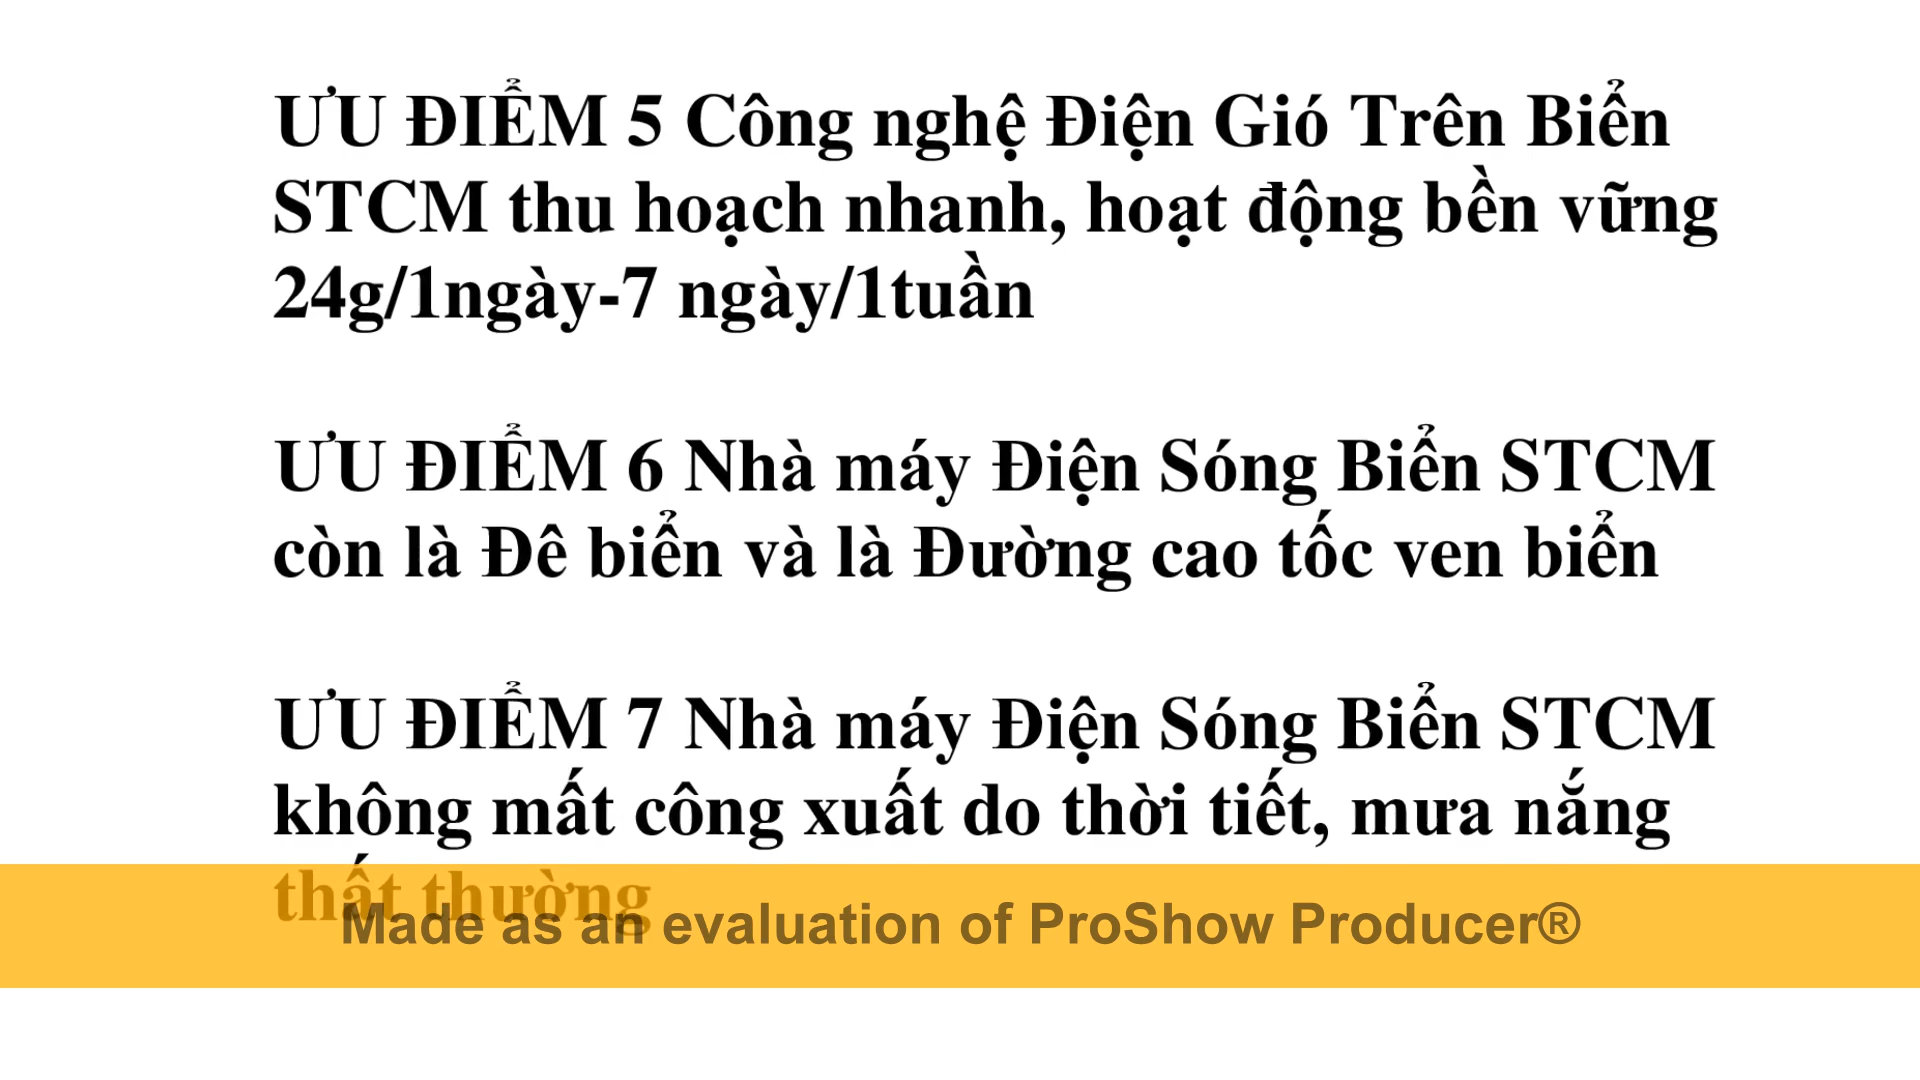 ƯU ĐIỂM 5 Công nghệ Điện Gió Trên Biển
STCM thu hoạch nhanh, hoạt động bền vững
24g/1ngày-7 ngày/1tuần
ƯU ĐIỂM 6 Nhà máy Điện Sóng Biển STCM
còn là Đê biển và là Đường cao tốc ven biển
ƯU ĐIỂM 7 Nhà máy Điện Sóng Biển STCM
không mất công xuất do thời tiết, mưa nắng
thất thường
Made as an evaluation of ProShow Producer®